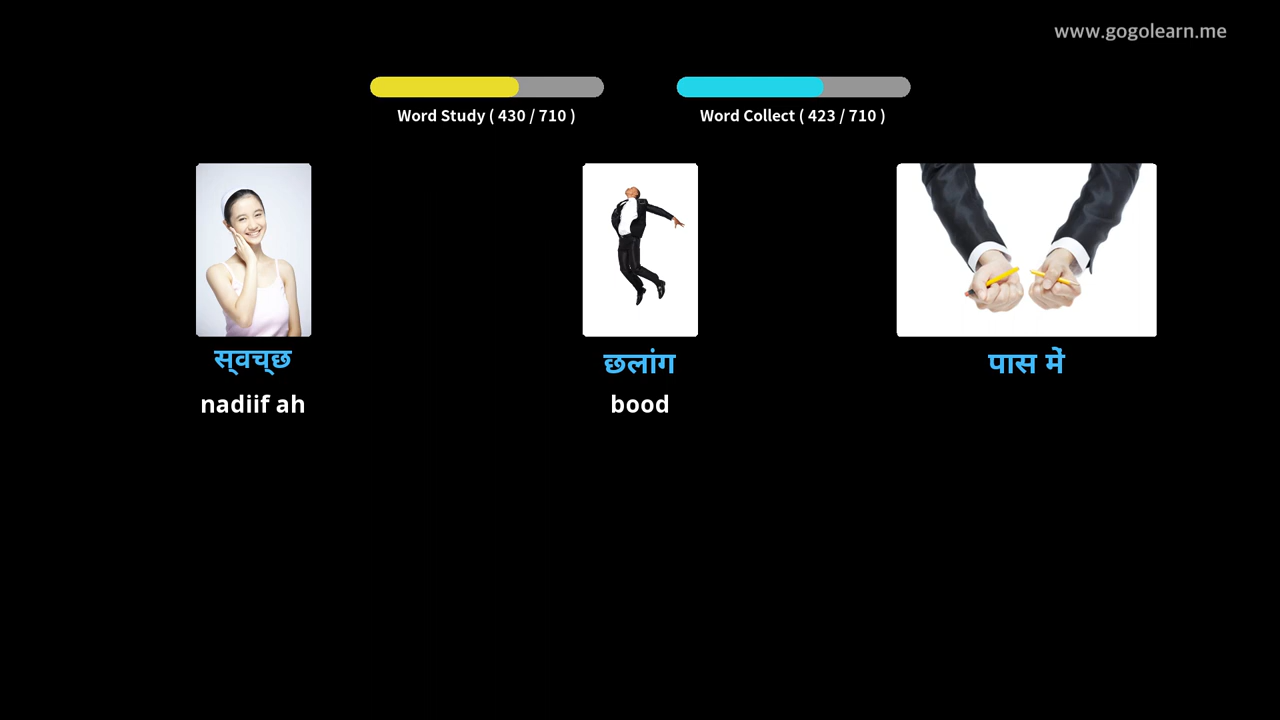 www.gogolearn.me
Word Study ( 430 / 710 )
Word Collect ( 423 / 710 )
स्वच्छ
छलांग
पास में
nadiif ah
bood